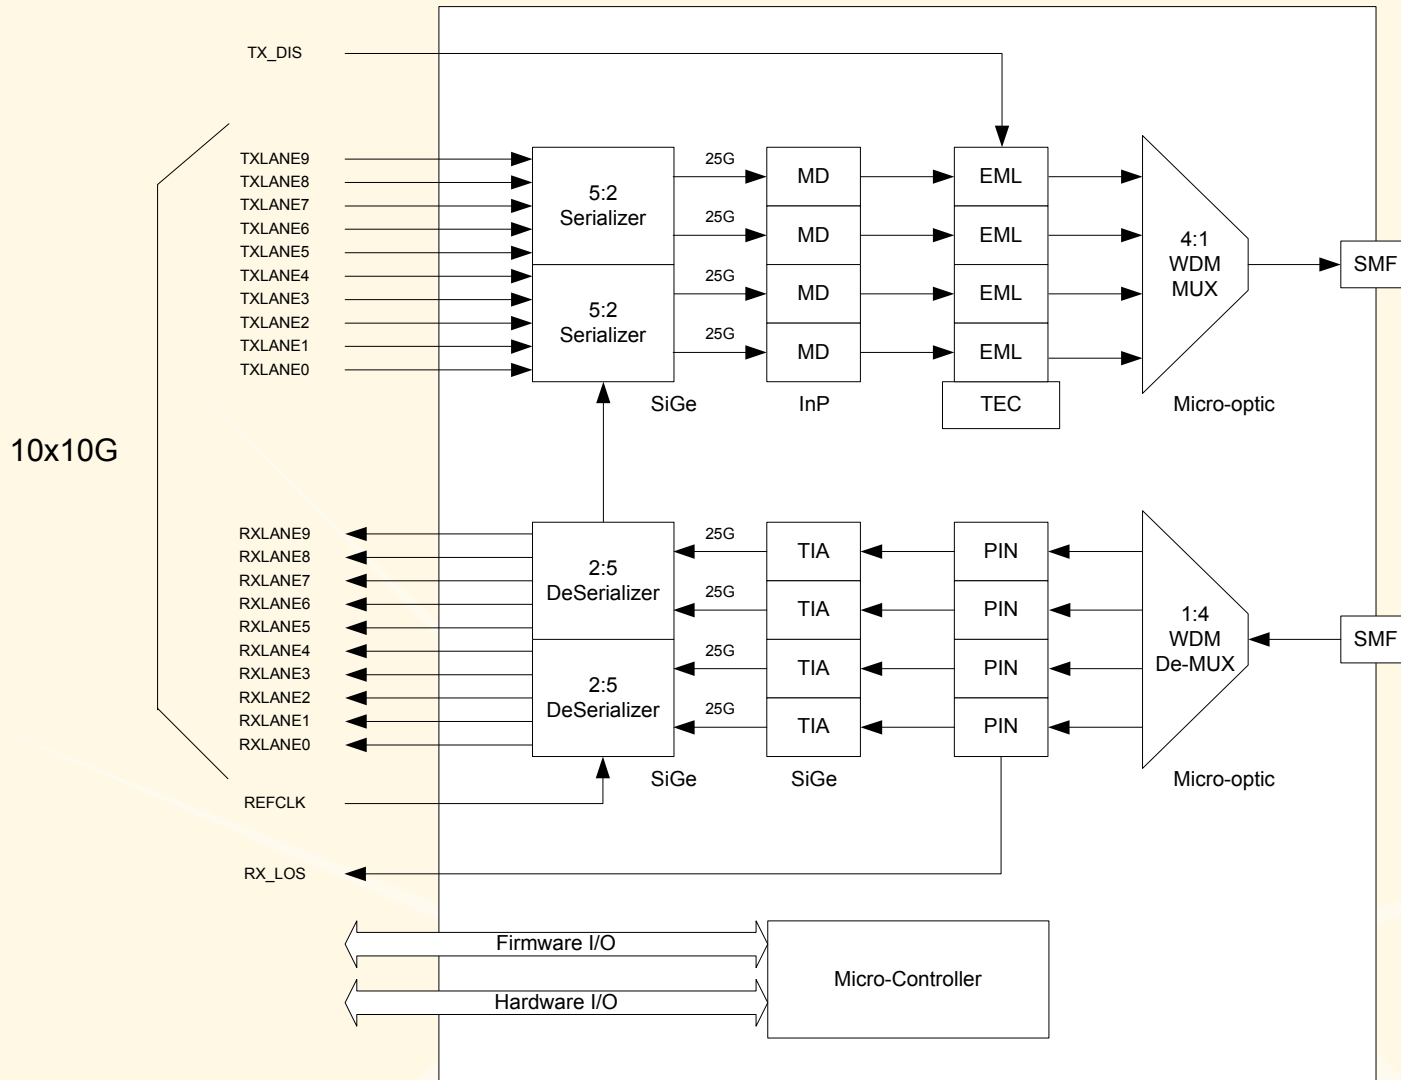 TX_DIS
TXLANE9
TXLANE8
TXLANE7
TXLANE6
TXLANE5
TXLANE4
TXLANE3
TXLANE2
TXLANE1
TXLANE0
5:2
Serializer
5:2
Serializer
SiGe
25G
25G
25G
25G
MD
MD
MD
MD
InP
EML
EML
EML
EML
TEC
4:1
WDM
MUX
Micro-optic
SMF
10x10G
RXLANE9
RXLANE8
RXLANE7
RXLANE6
RXLANE5
RXLANE4
RXLANE3
RXLANE2
RXLANE1
RXLANE0
2:5
DeSerializer
2:5
DeSerializer
SiGe
25G
25G
25G
25G
TIA
TIA
TIA
TIA
SiGe
PIN
PIN
PIN
PIN
1:4
WDM
De-MUX
Micro-optic
SMF
REFCLK
RX_LOS
Firmware I/O
Hardware I/O
Micro-Controller